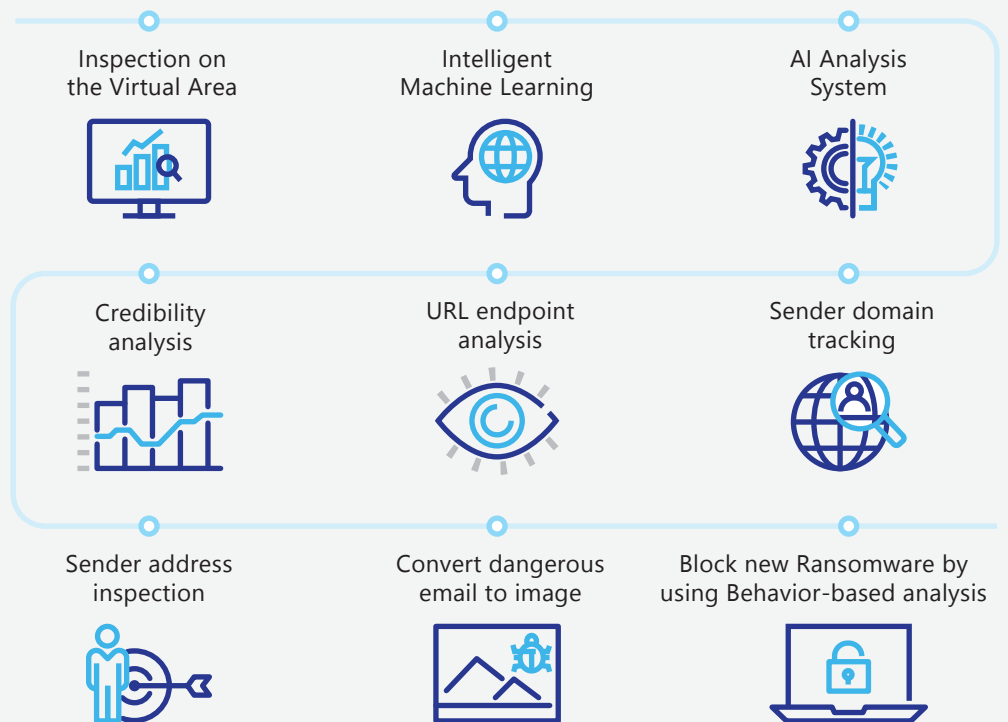 Inspection on
the Virtual Area
Intelligent
Machine Learning
AI Analysis
System
Credibility
analysis
URL endpoint
analysis
Sender domain
tracking
Sender address
inspection
Convert dangerous
email to image
Block new Ransomware by
using Behavior-based analysis